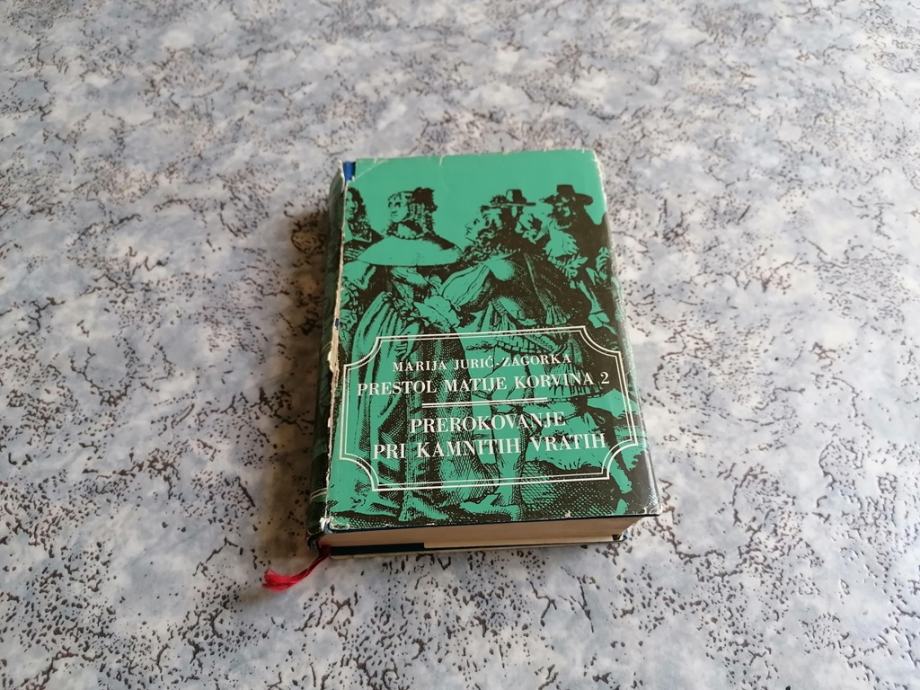 MARIJA JURIĆ-ZAGORKA
PRESTOL MATIJE KORVINA 2
PREROKOVANJE
PRI KAMNITIH VRATIH